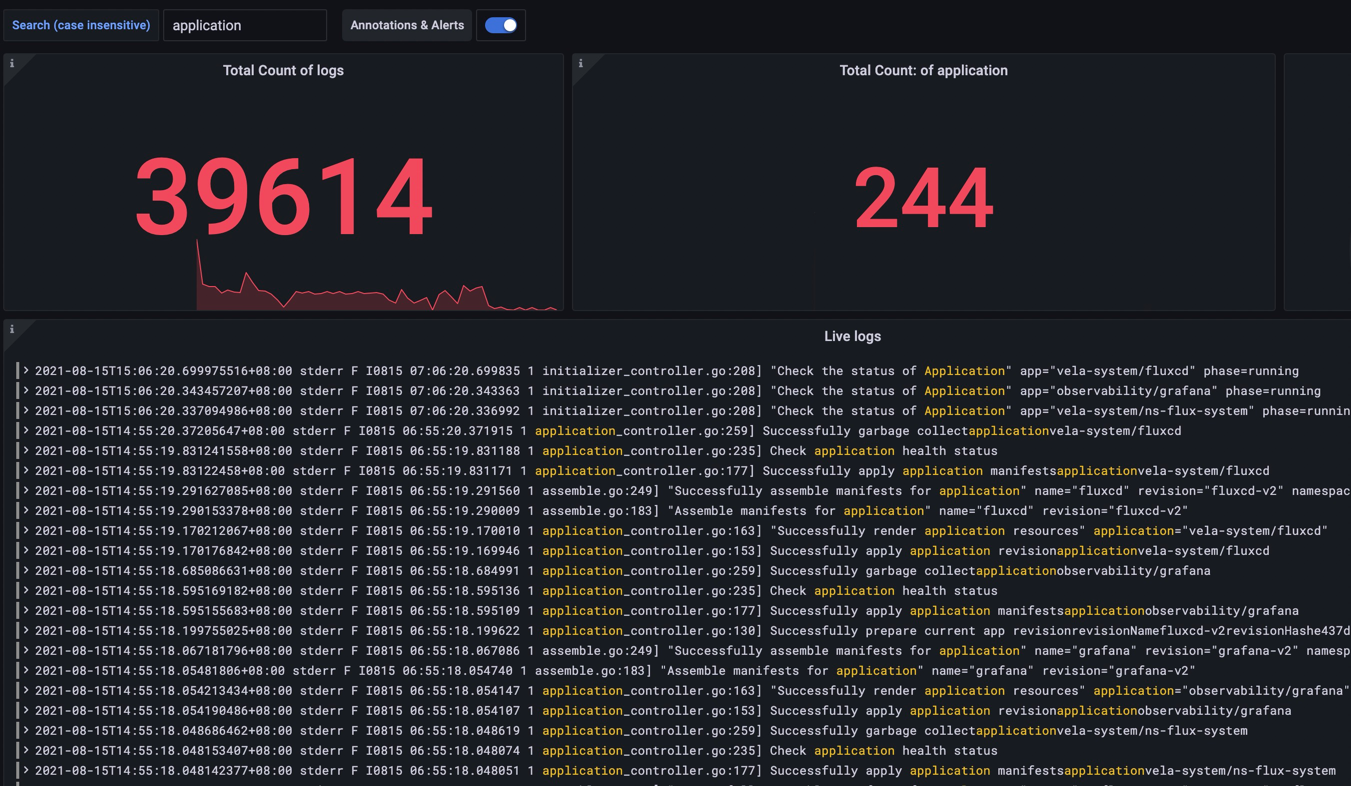 Search (case insensitive) application Annotations & Alerts
Total Count of logs
39614
Total Count: of application
244
Live logs
2021-08-15T15:06:20.699975516+08:00 stderr F I0815 07:06:20.699835 1 initializer_controller.go:208] "Check the status of Application" app="vela-system/fluxcd" phase=running
2021-08-15T15:06:20.343457207+08:00 stderr F I0815 07:06:20.343363 1 initializer_controller.go:208] "Check the status of Application" app="observability/grafana" phase=running
2021-08-15T15:06:20.337094986+08:00 stderr F I0815 07:06:20.336992 1 initializer_controller.go:208] "Check the status of Application" app="vela-system/ns-flux-system" phase=runnin
2021-08-15T14:55:20.37205647+08:00 stderr F I0815 06:55:20.371915 1 application_controller.go:259] Successfully garbage collectapplicationvela-system/fluxcd
2021-08-15T14:55:19.831241558+08:00 stderr F I0815 06:55:19.831188 1 application_controller.go:235] Check application health status
2021-08-15T14:55:19.83122458+08:00 stderr F I0815 06:55:19.831171 1 application_controller.go:177] Successfully apply application manifestsapplicationvela-system/fluxcd
2021-08-15T14:55:19.291627085+08:00 stderr F I0815 06:55:19.291560 1 assemble.go:249] "Successfully assemble manifests for application" name="fluxcd" revision="fluxcd-v2" namespac
2021-08-15T14:55:19.290153378+08:00 stderr F I0815 06:55:19.290009 1 assemble.go:183] "Assemble manifests for application" name="fluxcd" revision="fluxcd-v2"
2021-08-15T14:55:19.170212067+08:00 stderr F I0815 06:55:19.170010 1 application_controller.go:163] "Successfully render application resources" application="vela-system/fluxcd"
2021-08-15T14:55:19.170176842+08:00 stderr F I0815 06:55:19.169946 1 application_controller.go:153] Successfully apply application revisionapplicationvela-system/fluxcd
2021-08-15T14:55:18.685086631+08:00 stderr F I0815 06:55:18.684991 1 application_controller.go:259] Successfully garbage collectapplicationobservability/grafana
2021-08-15T14:55:18.595169182+08:00 stderr F I0815 06:55:18.595136 1 application_controller.go:235] Check application health status
2021-08-15T14:55:18.595155683+08:00 stderr F I0815 06:55:18.595109 1 application_controller.go:177] Successfully apply application manifestsapplicationobservability/grafana
2021-08-15T14:55:18.199755025+08:00 stderr F I0815 06:55:18.199622 1 application_controller.go:130] Successfully prepare current app revisionrevisionNamefluxcd-v2revisionHashe437d
2021-08-15T14:55:18.067181796+08:00 stderr F I0815 06:55:18.067086 1 assemble.go:249] "Successfully assemble manifests for application" name="grafana" revision="grafana-v2" namesp
2021-08-15T14:55:18.05481806+08:00 stderr F I0815 06:55:18.054740 1 assemble.go:183] "Assemble manifests for application" name="grafana" revision="grafana-v2"
2021-08-15T14:55:18.054213434+08:00 stderr F I0815 06:55:18.054147 1 application_controller.go:163] "Successfully render application resources" application="observability/grafana"
2021-08-15T14:55:18.054190486+08:00 stderr F I0815 06:55:18.054107 1 application_controller.go:153] Successfully apply application revisionapplicationobservability/grafana
2021-08-15T14:55:18.048686462+08:00 stderr F I0815 06:55:18.048619 1 application_controller.go:259] Successfully garbage collectapplicationvela-system/ns-flux-system
2021-08-15T14:55:18.048153407+08:00 stderr F I0815 06:55:18.048074 1 application_controller.go:235] Check application health status
2021-08-15T14:55:18.048142377+08:00 stderr F I0815 06:55:18.048051 1 application_controller.go:177] Successfully apply application manifestsapplicationvela-system/ns-flux-system